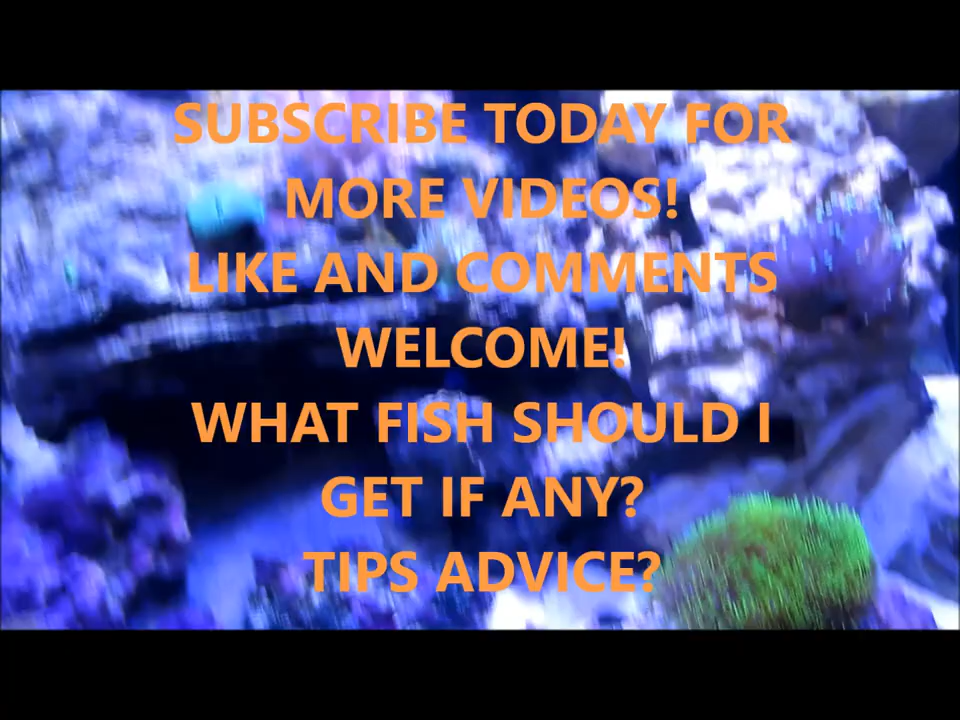 SUBSCRIBE TODAY FOR
MORE VIDEOS!
LIKE AND COMMENTS
WELCOME!
WHAT FISH SHOULD I
GET IF ANY?
TIPS ADVICE?